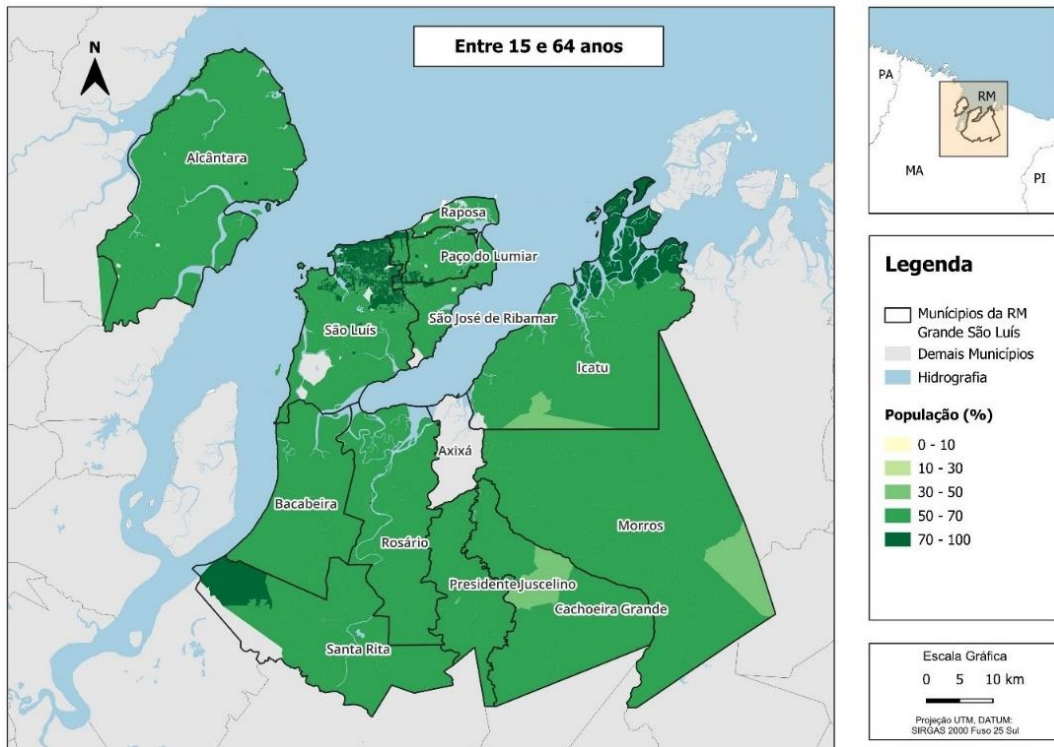 Entre 15 e 64 anos
N
Alcântara
Raposa
Paço do Lumiar
São José de Ribamar
São Luís
Icatu
Axixá
Bacabeira
Rosário
Morros
Presidente Juscelino
Cachoeira Grande
Santa Rita
PA
RM
MA
PI
Legenda
Munícipios da RM
Grande São Luís
Demais Municípios
Hidrografia
População (%)
0 - 10
10 - 30
30 - 50
50 - 70
70 - 100
Escala Gráfica
0 5 10 km
Projeção UTM, DATUM:
SIRGAS 2000 Fuso 25 Sul